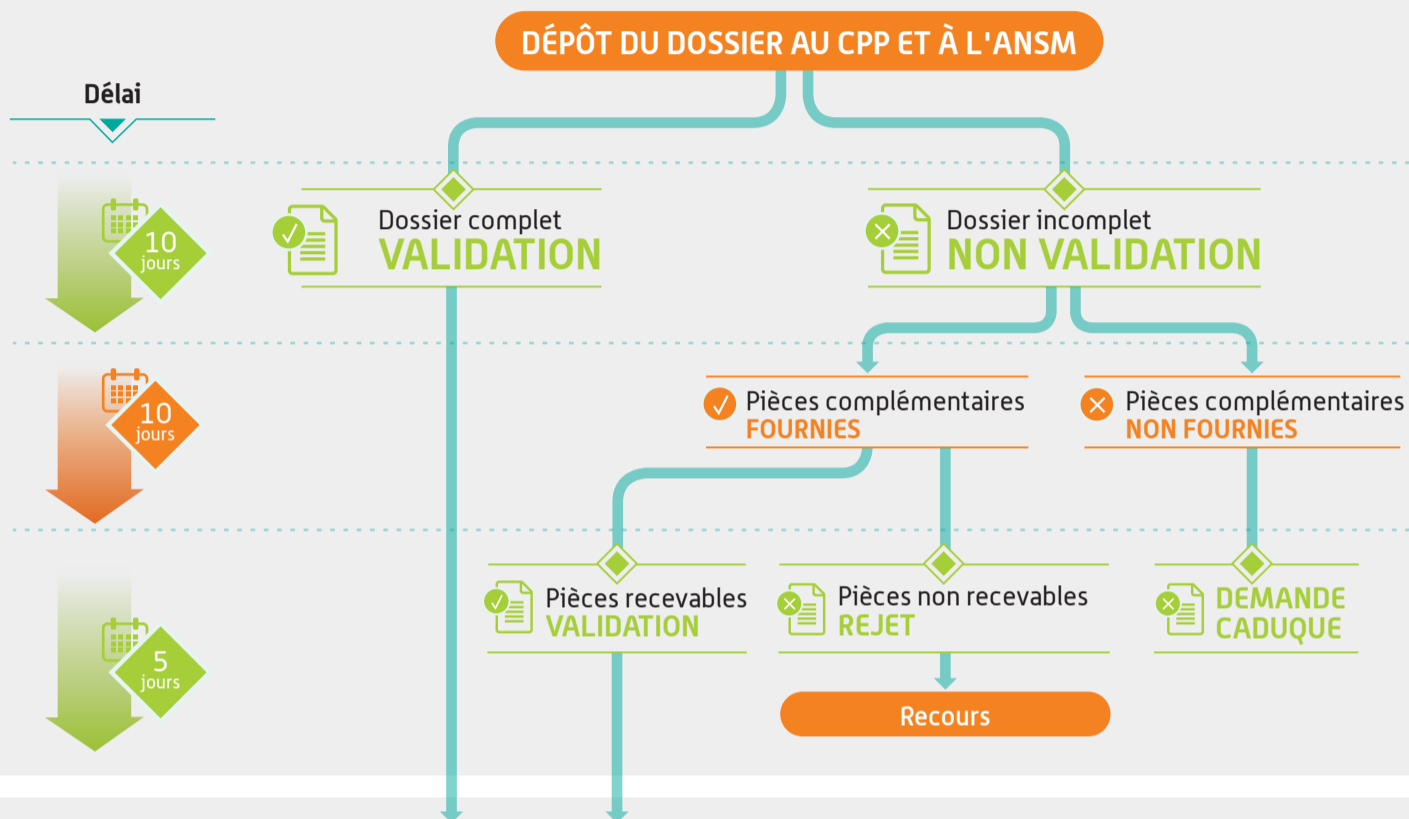 DÉPÔT DU DOSSIER AU CPP ET À L'ANSM
Délai
10
jours
Dossier complet
VALIDATION
Dossier incomplet
NON VALIDATION
10
jours
Pièces complémentaires
FOURNIES
Pièces complémentaires
NON FOURNIES
5
jours
Pièces recevables
VALIDATION
Pièces non recevables
REJET
DEMANDE
CADUQUE
Recours